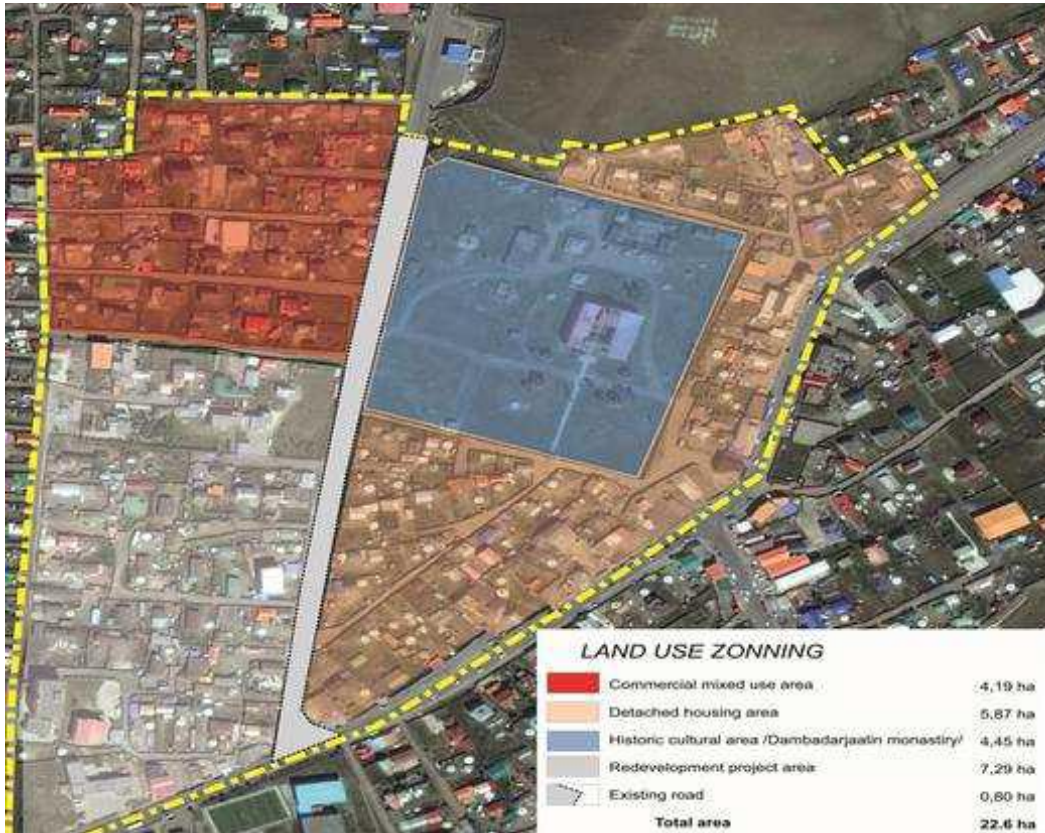 LAND USE ZONNING
Commercial mixed use area 4,19 ha
Detached housing area 5,87 ha
Historic cultural area /Dambadarjaalin monastiry/ 4,45 ha
Redevelopment project area 7,29 ha
Existing road 0,80 ha
Total area 22.6 ha